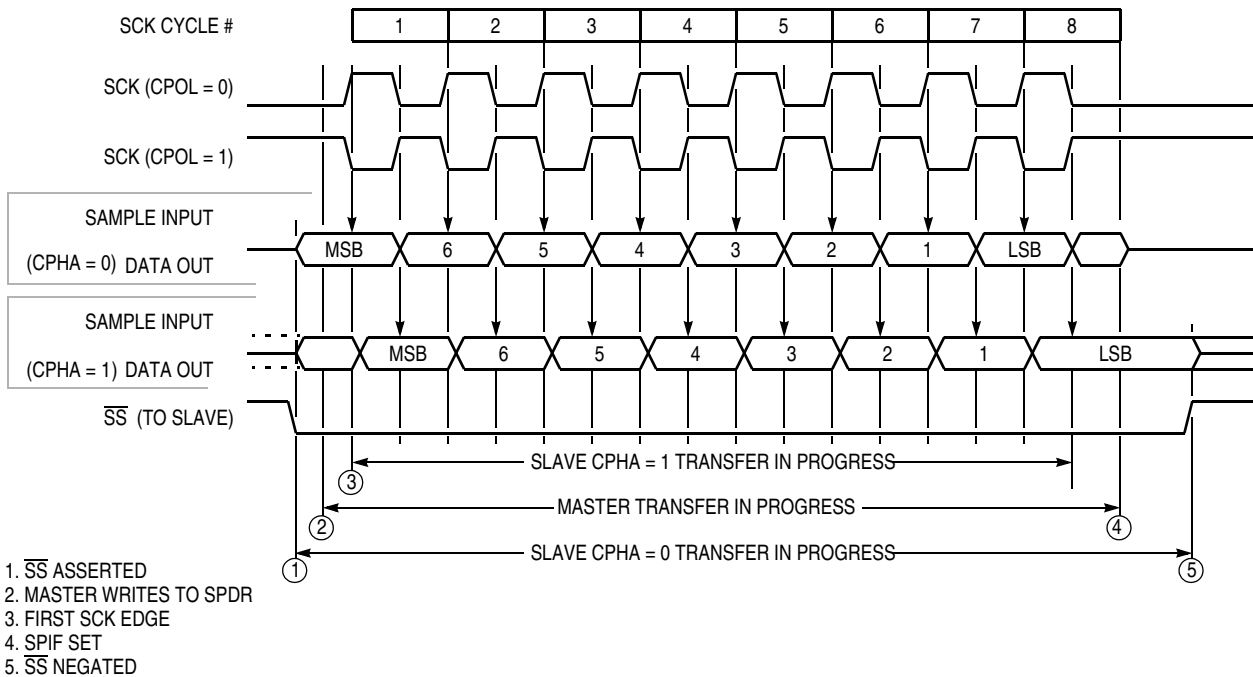 SCK CYCLE # 1 2 3 4 5 6 7 8
SCK (CPOL = 0)
SCK (CPOL = 1)
SAMPLE INPUT
(CPHA = 0) DATA OUT MSB 6 5 4 3 2 1 LSB
SAMPLE INPUT
(CPHA = 1) DATA OUT MSB 6 5 4 3 2 1 LSB
SS (TO SLAVE)
SLAVE CPHA = 1 TRANSFER IN PROGRESS
3
MASTER TRANSFER IN PROGRESS
2 4
SLAVE CPHA = 0 TRANSFER IN PROGRESS
1 5
1. SS ASSERTED
2. MASTER WRITES TO SPDR
3. FIRST SCK EDGE
4. SPIF SET
5. SS NEGATED